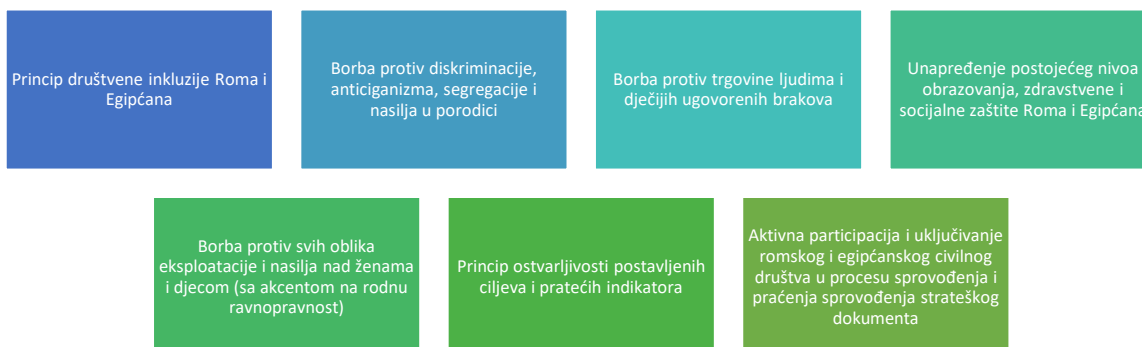 Princip društvene inkluzije Roma i
Egipćana
Borba protiv diskriminacije,
anticiganizma, segregacije i
nasilja u porodici
Borba protiv trgovine ljudima i
dječijih ugovorenih brakova
Unapređenje postojećeg nivoa
obrazovanja, zdravstvene i
socijalne zaštite Roma i Egipćana
Borba protiv svih oblika
eksploatacije i nasilja nad ženama
i djecom (sa akcentom na rodnu
ravnopravnost)
Princip ostvarljivosti postavljenih
ciljeva i pratećih indikatora
Aktivna participacija i uključivanje
romskog i egipćanskog civilnog
društva u procesu sprovođenja i
praćenja sprovođenja strateškog
dokumenta